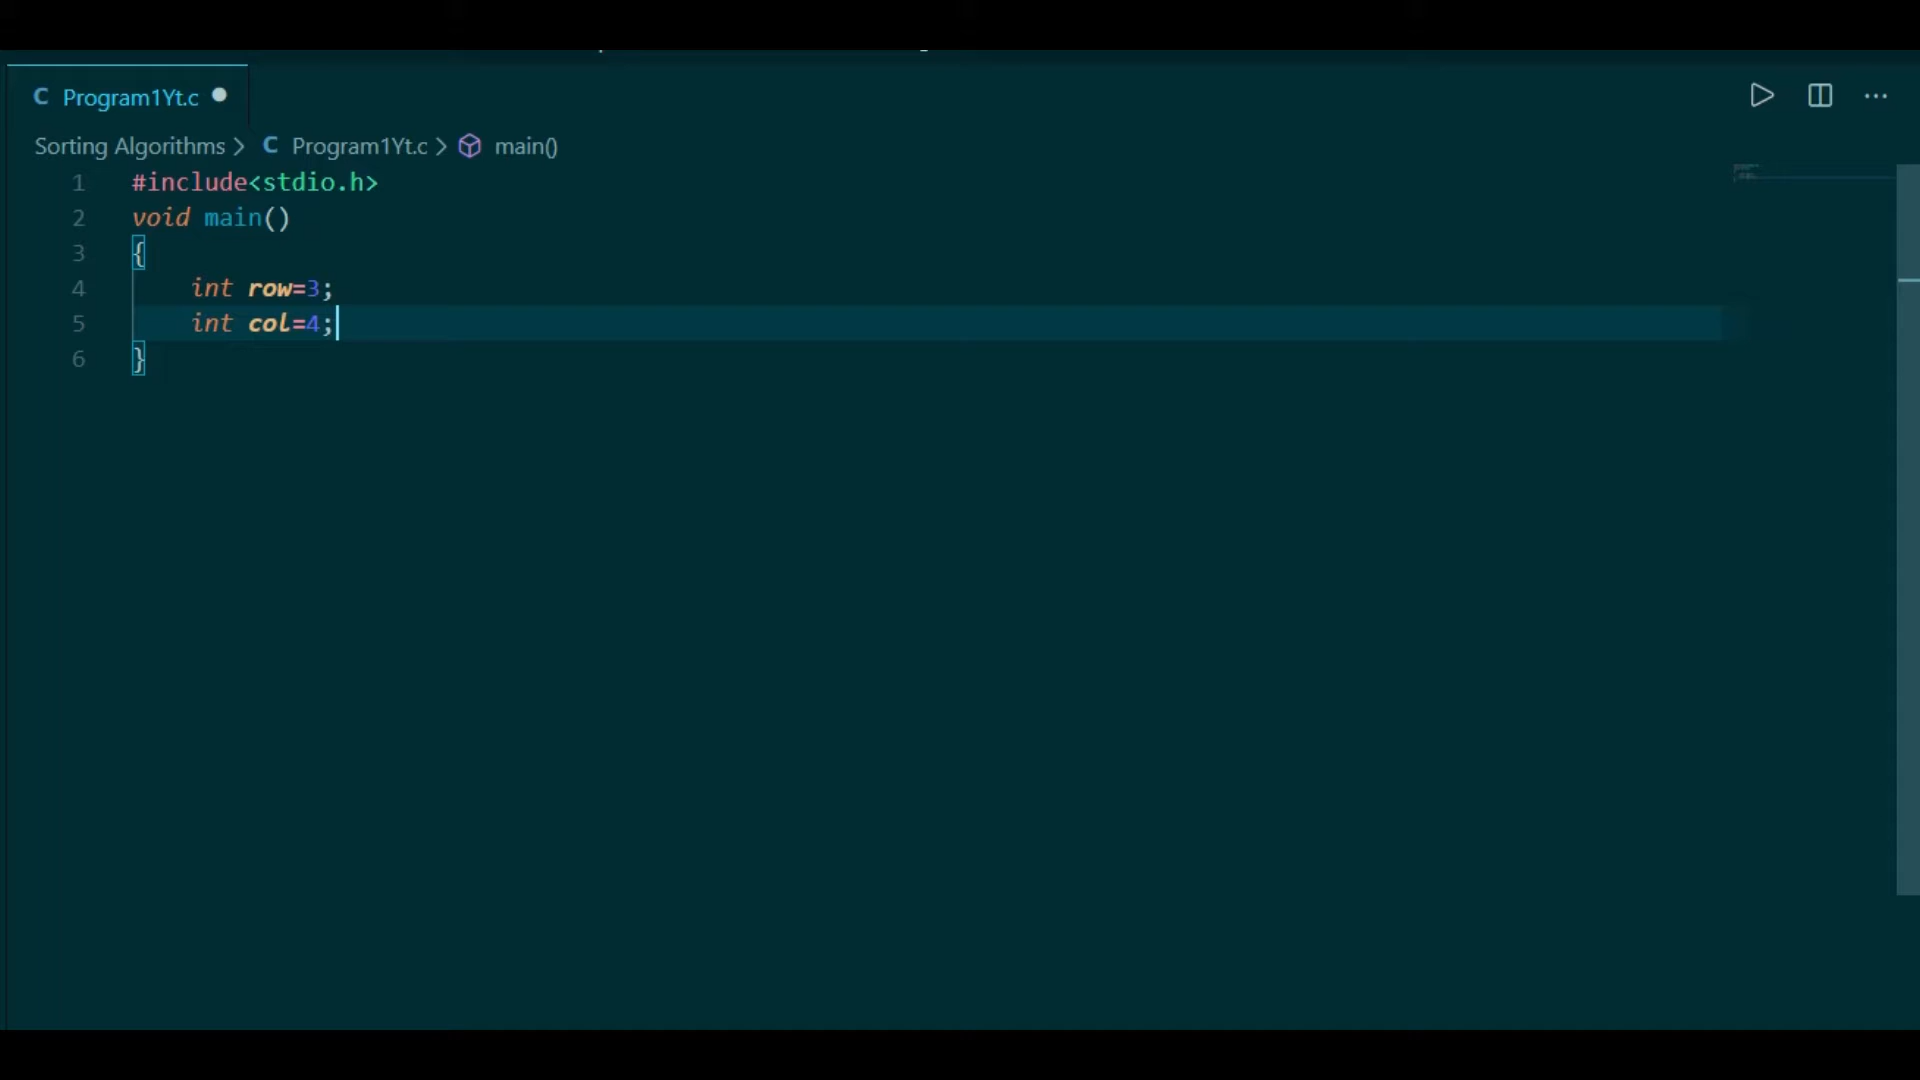 C Program1Yt.c
Sorting Algorithms > C Program1Yt.c > main()
1 #include<stdio.h>
2 void main()
3 {
4     int row=3;
5     int col=4;
6 }